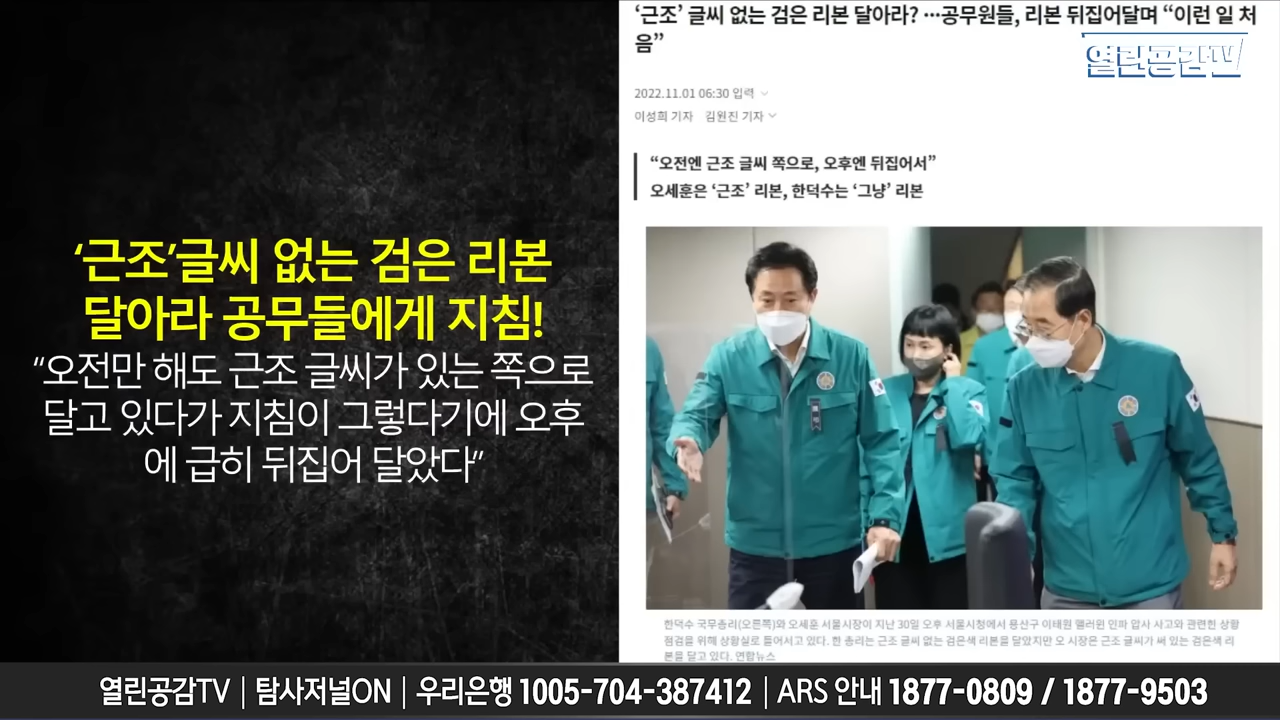 ‘근조’ 글씨 없는 검은 리본 달아라? …공무원들, 리본 뒤집어달며 “이런 일 처
음”
열린공감TV
2022.11.01 06:30 입력
이성희 기자 김원진 기자
“오전엔 근조 글씨 쪽으로, 오후엔 뒤집어서”
오세훈은 ‘근조’ 리본, 한덕수는 ‘그냥’ 리본
‘근조’글씨 없는 검은 리본
달아라 공무들에게 지침!
“오전만 해도 근조 글씨가 있는 쪽으로
달고 있다가 지침이 그렇다기에 오후
에 급히 뒤집어 달았다”
한덕수 국무총리(오른쪽)와 오세훈 서울시장이 지난 30일 오후 서울시청에서 용산구 이태원 핼러윈 인파 압사 사고와 관련한 상황
점검을 위해 상황실로 들어서고 있다. 한 총리는 근조 글씨 없는 검은색 리본을 달았지만 오 시장은 근조 글씨가 써 있는 검은색 리
본을 달고 있다. 연합뉴스
열린공감TV | 탐사저널ON | 우리은행 1005-704-387412 | ARS 안내 1877-0809 / 1877-9503